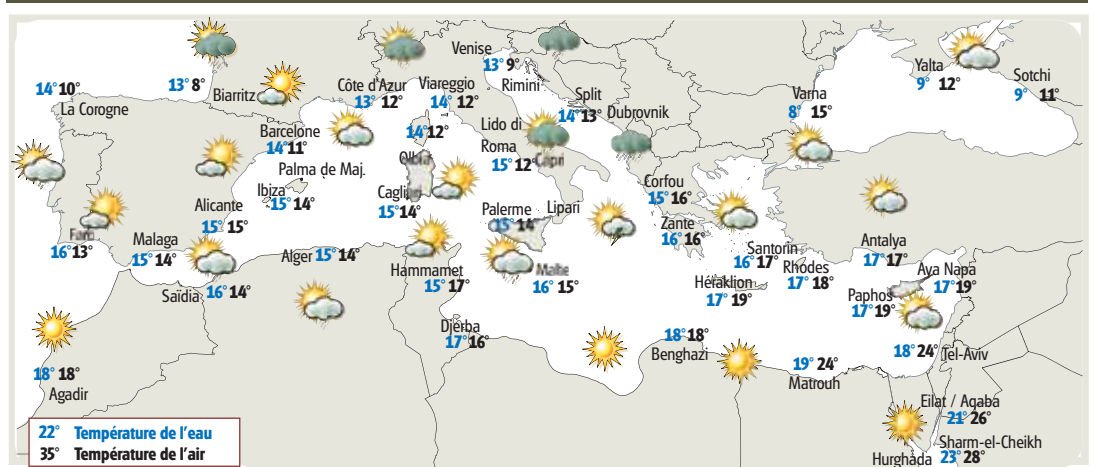 Venise
13° 9°
Rimini
Yalta
9° 12°
Sotchi
9° 11°
14° 10°
La Corogne
13° 8°
Biarritz
Côte d'Azur
13° 12°
Viareggio
14° 12°
Split
14° 13°
Dubrovnik
Varna
8° 15°
Barcelone
14° 11°
14° 12°
Olbia
Lido di
Roma
15° 12°
Capri
Palma de Maj.
Ibiza
15° 14°
Cagliari
15° 14°
Corfou
15° 16°
Alicante
15° 15°
Palerme
15° 14°
Lipari
Zante
16° 16°
Faro
16° 13°
Malaga
15° 14°
Alger 15° 14°
Hammamet
15° 17°
Malte
16° 15°
Santorin
16° 17°
Rhodes
17° 18°
Antalya
17° 17°
Aya Napa
17° 19°
Saïdia
16° 14°
Héraklion
17° 19°
Paphos
17° 19°
Djerba
17° 16°
18° 18°
Benghazi
19° 24°
Matrouh
18° 24°
Tel-Aviv
18° 18°
Agadir
Eilat / Aqaba
21° 26°
Sharm-el-Cheikh
Hurghada
23° 28°
22° Température de l'eau
35° Température de l'air